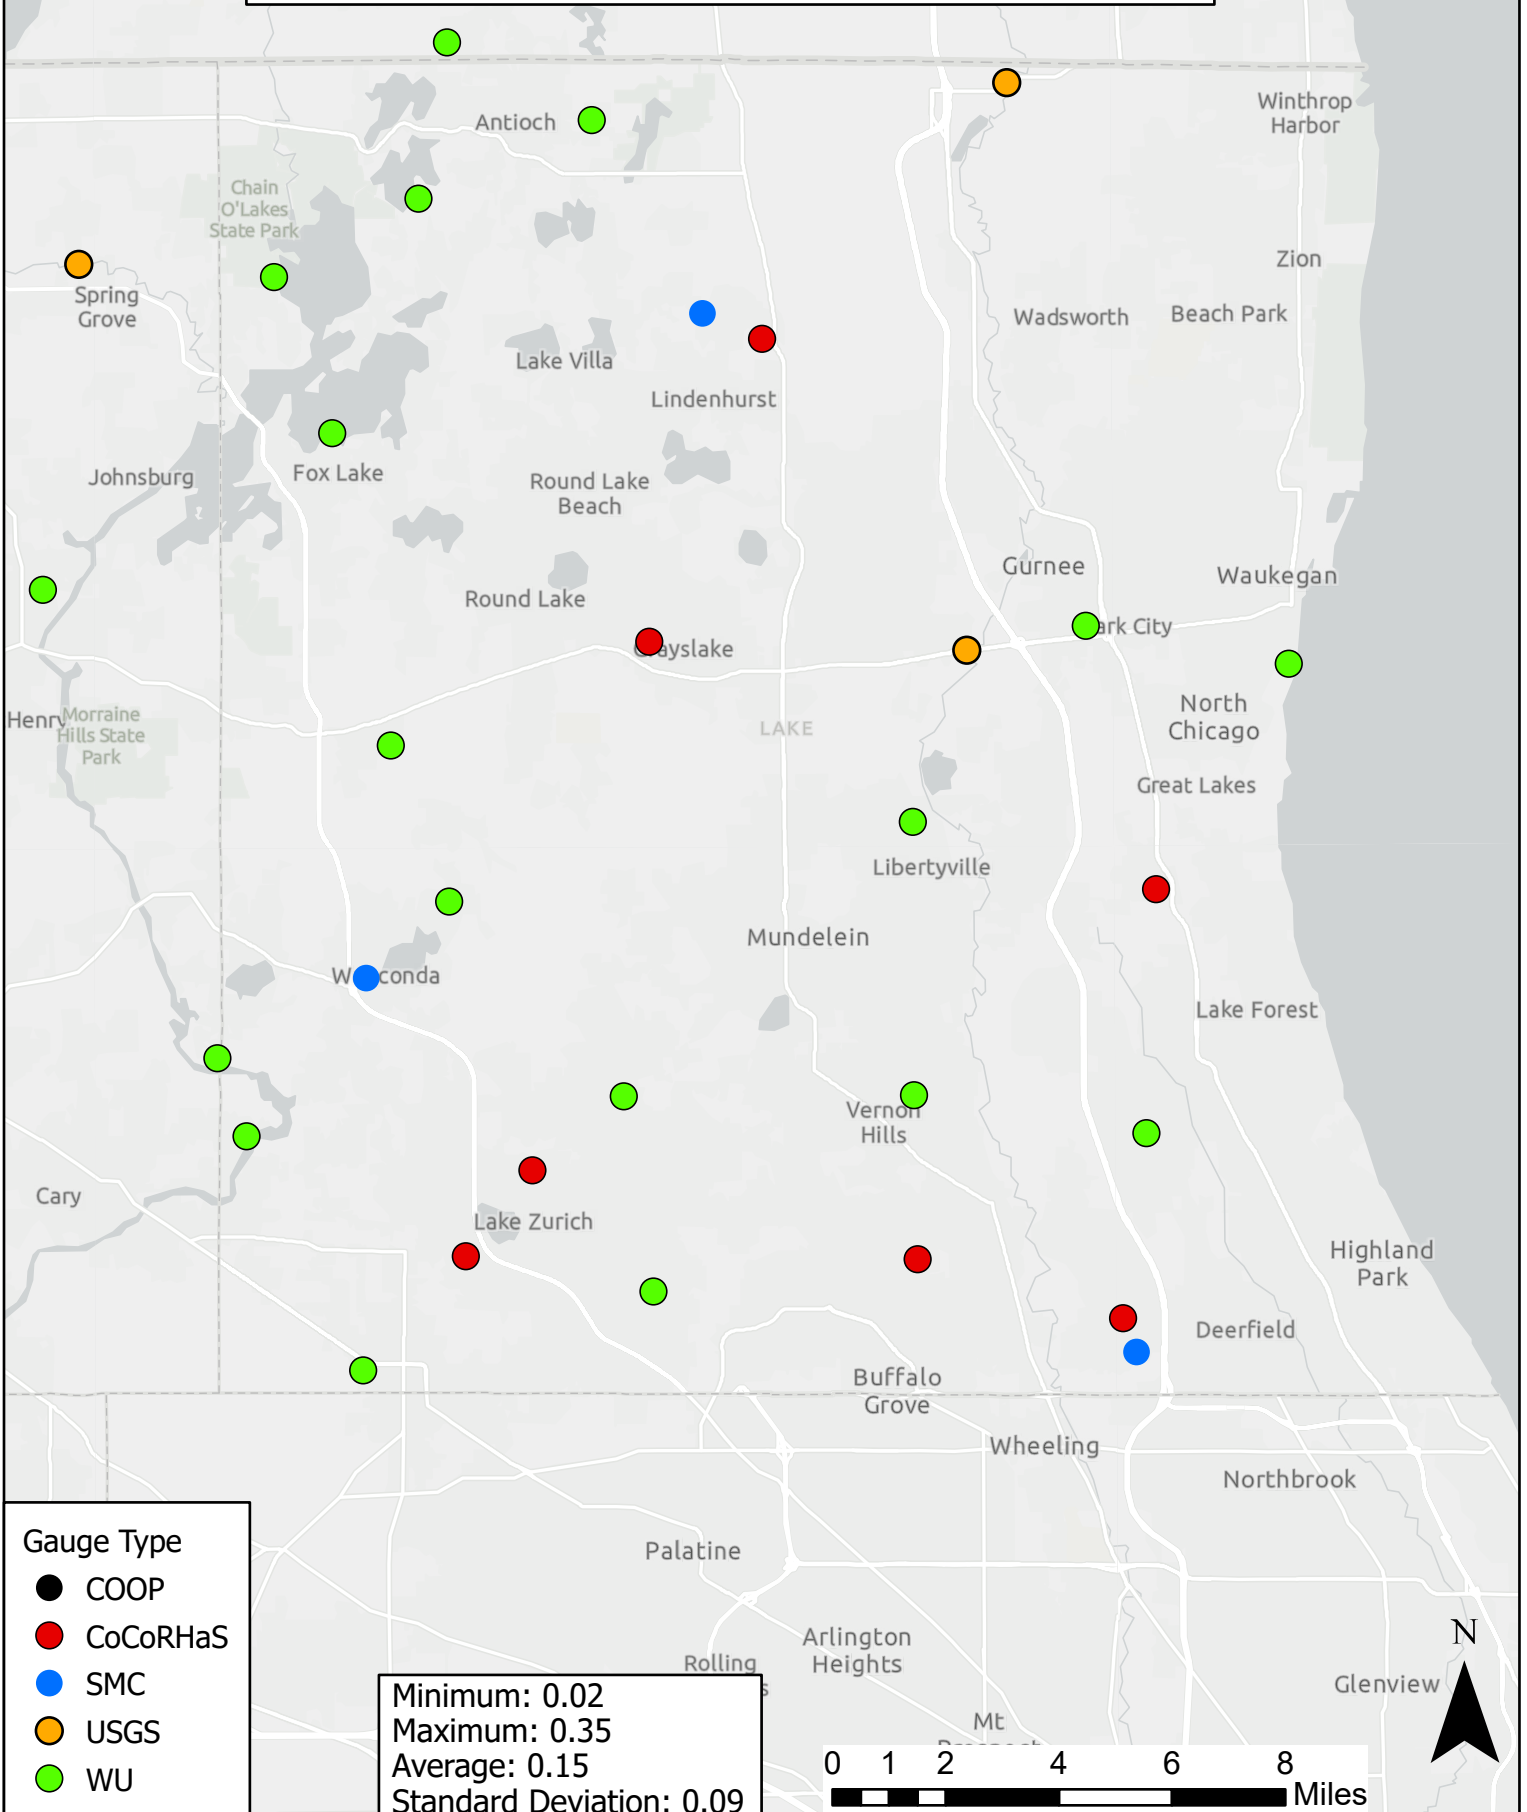 Antioch
Winthrop
Harbor
Chain
O'Lakes
State Park
Zion
Spring
Grove
Wadsworth
Beach Park
Lake Villa
Lindenhurst
Johnsburg
Fox Lake
Round Lake
Beach
Gurnee
Waukegan
Round Lake
ark City
Grayslake
Henry
Morraine
Hills State
Park
LAKE
North
Chicago
Great Lakes
Libertyville
Mundelein
Wauconda
Lake Forest
Vernon
Hills
Cary
Lake Zurich
Highland
Park
Deerfield
Buffalo
Grove
Wheeling
Northbrook
Palatine
Arlington
Heights
Rolling
s
Glenview
Mt
Prospect
Gauge Type
COOP
CoCoRHaS
SMC
USGS
WU
Minimum: 0.02
Maximum: 0.35
Average: 0.15
Standard Deviation: 0.09
N
0 1 2 4 6 8
Miles